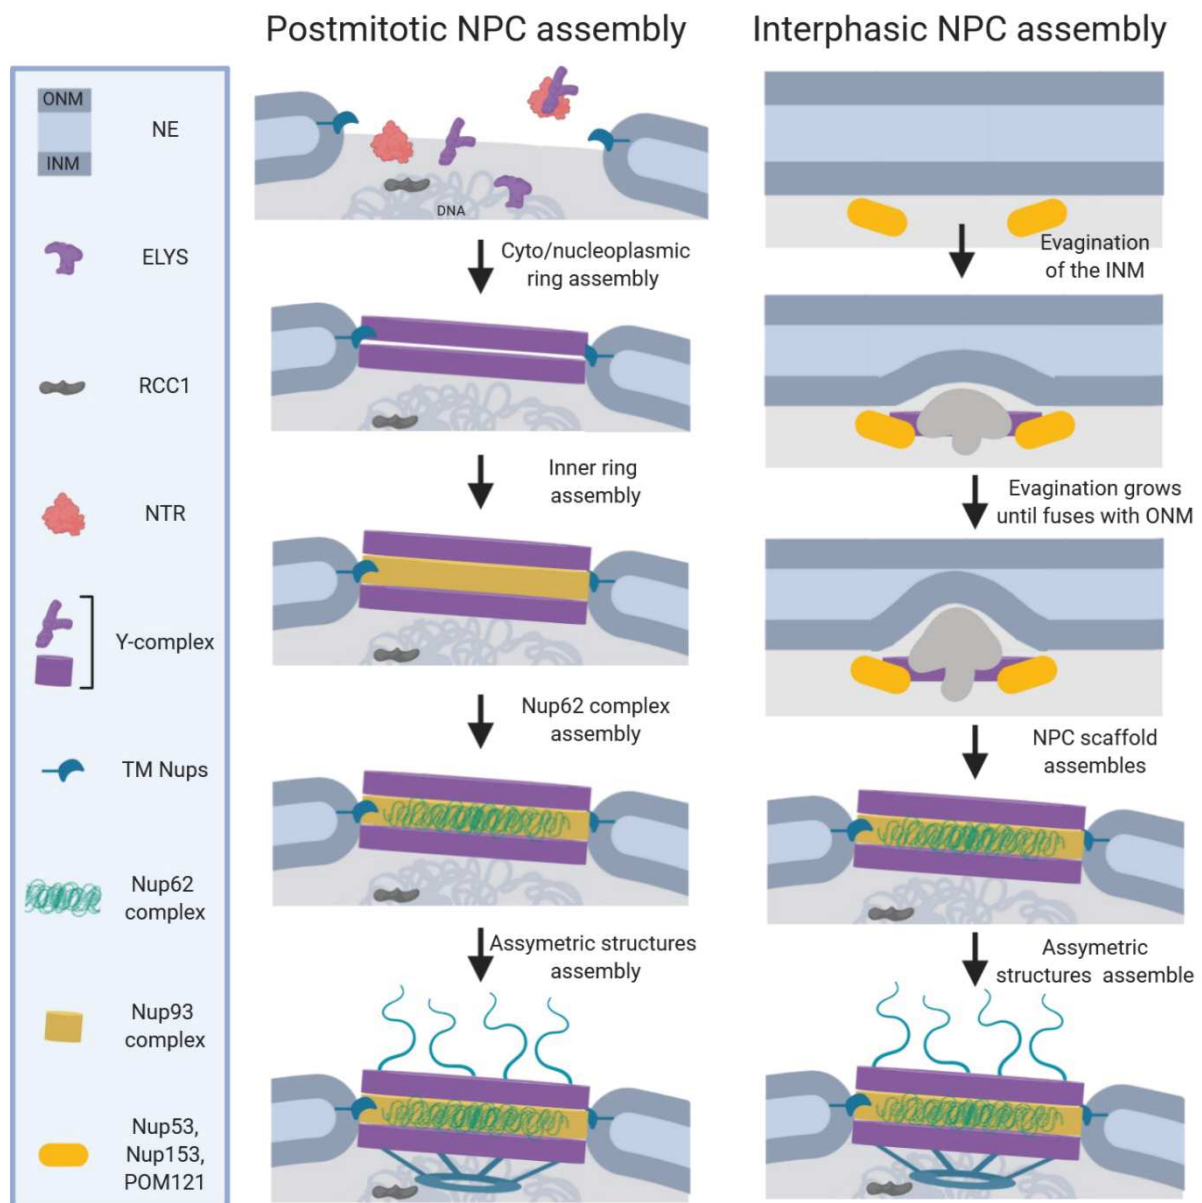 Postmitotic NPC assembly
Interphasic NPC assembly
ONM
NE
INM
ELYS
RCC1
NTR
Y-complex
TM Nups
Nup62
complex
Nup93
complex
Nup53,
Nup153,
POM121
DNA
Cyto/nucleoplasmic
ring assembly
Inner ring
assembly
Nup62 complex
assembly
Assymetric structures
assembly
Evagination
of the INM
Evagination grows
until fuses with ONM
NPC scaffold
assembles
Assymetric
structures assemble